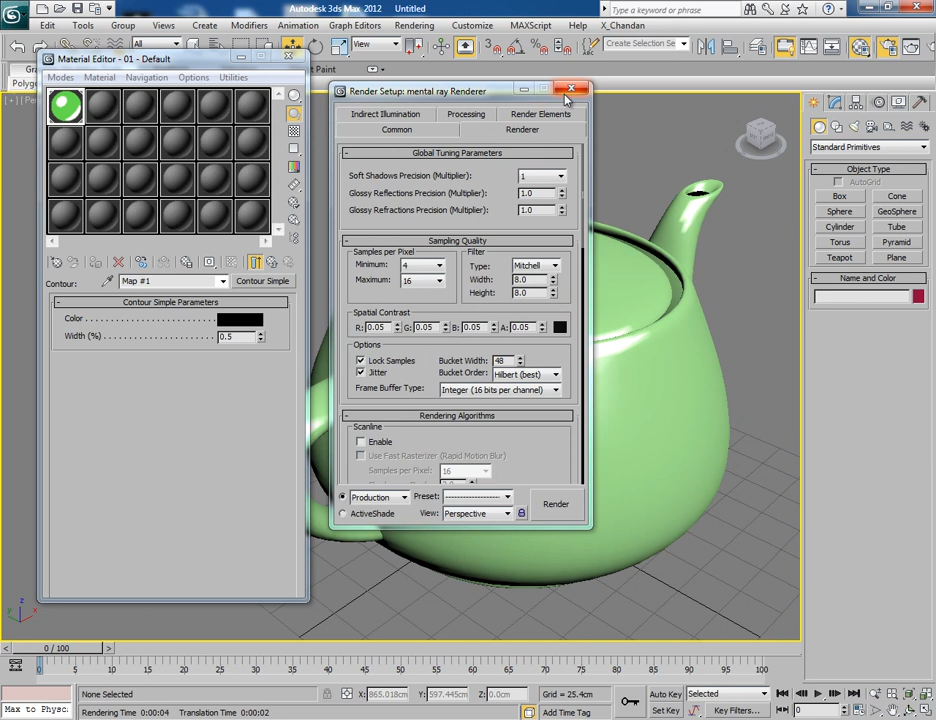 Autodesk 3ds Max 2012 Untitled
Type a keyword or phrase
Edit Tools Group Views Create Modifiers Animation Graph Editors Rendering Customize MAXScript Help X_Chandan
All View Create Selection Se
Polyg Paint
[+] [
Material Editor - 01 - Default
Modes Material Navigation Options Utilities
Contour: Map #1 Contour Simple
- Contour Simple Parameters
Color
Width (%) 0.5
Render Setup: mental ray Renderer
Indirect Illumination Processing Render Elements
Common Renderer
- Global Tuning Parameters
Soft Shadows Precision (Multiplier): 1
Glossy Reflections Precision (Multiplier): 1.0
Glossy Refractions Precision (Multiplier): 1.0
- Sampling Quality
Samples per Pixel Filter
Minimum: 4 Type: Mitchell
Maximum: 16 Width: 8.0
Height: 8.0
Spatial Contrast
R: 0.05 G: 0.05 B: 0.05 A: 0.05
Options
Lock Samples Bucket Width: 48
Jitter Bucket Order: Hilbert (best)
Frame Buffer Type: Integer (16 bits per channel)
- Rendering Algorithms
Scanline
Enable
Use Fast Rasterizer (Rapid Motion Blur)
Samples per Pixel: 16
Production Preset: --------------------
ActiveShade View: Perspective
Render
Standard Primitives
- Object Type
AutoGrid
Box Cone
Sphere GeoSphere
Cylinder Tube
Torus Pyramid
Teapot Plane
- Name and Color
z
x
y
< 0 / 100 >
0 5 10 15 20 25 30 35 40 45 50 55 60 65 70 75 80 85 90 95 100
None Selected X: 865.018cm Y: 597.445cm Z: 0.0cm Grid = 25.4cm Auto Key Selected
Max to Physc Rendering Time 0:00:04 Translation Time 0:00:02 Add Time Tag Set Key Key Filters... 0